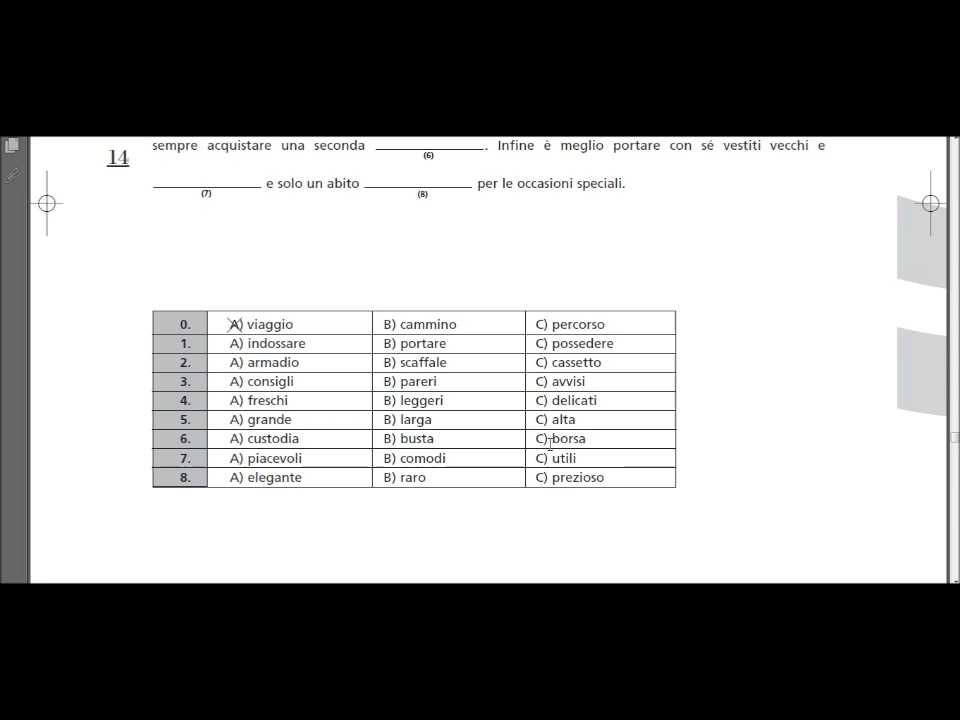 sempre acquistare una seconda ____________. Infine è meglio portare con sé vestiti vecchi e
(6)
14
____________ e solo un abito ____________ per le occasioni speciali.
(7) (8)
0. A) viaggio B) cammino C) percorso
1. A) indossare B) portare C) possedere
2. A) armadio B) scaffale C) cassetto
3. A) consigli B) pareri C) avvisi
4. A) freschi B) leggeri C) delicati
5. A) grande B) larga C) alta
6. A) custodia B) busta C) borsa
7. A) piacevoli B) comodi C) utili
8. A) elegante B) raro C) prezioso